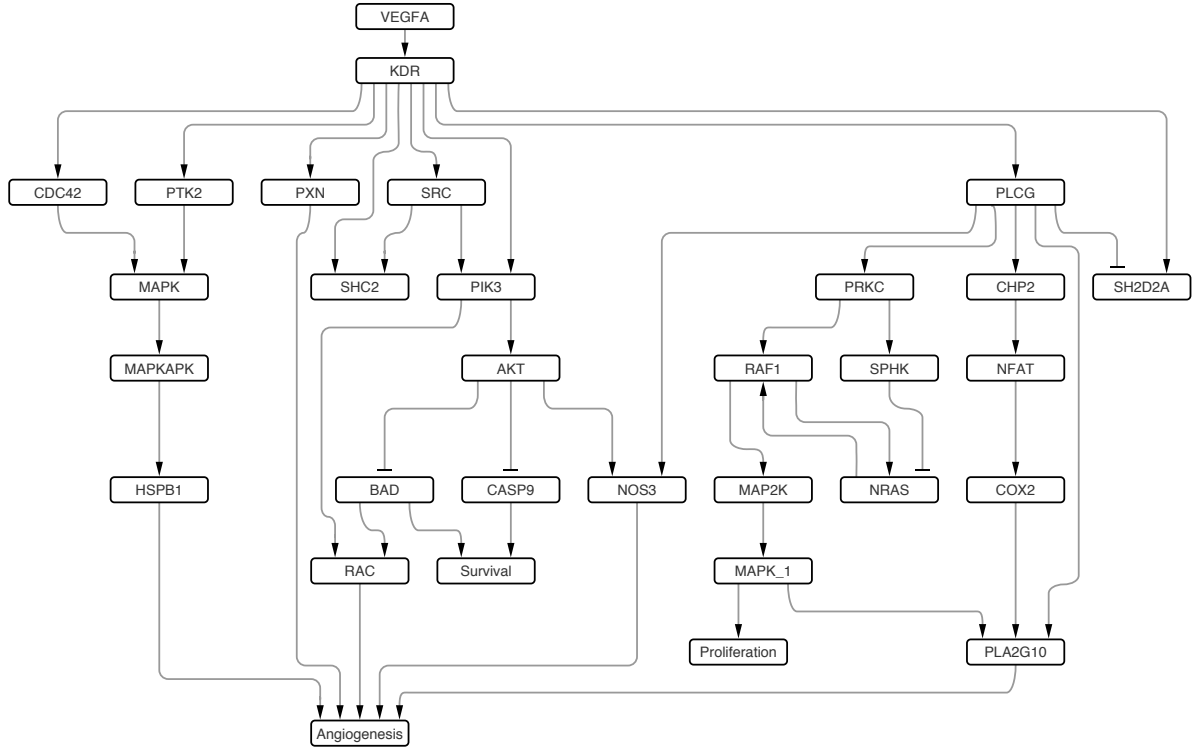 VEGFA
KDR
CDC42
PTK2
PXN
SRC
PLCG
MAPK
SHC2
PIK3
PRKC
CHP2
SH2D2A
MAPKAPK
AKT
RAF1
SPHK
NFAT
HSPB1
BAD
CASP9
NOS3
MAP2K
NRAS
COX2
RAC
Survival
MAPK_1
Proliferation
PLA2G10
Angiogenesis